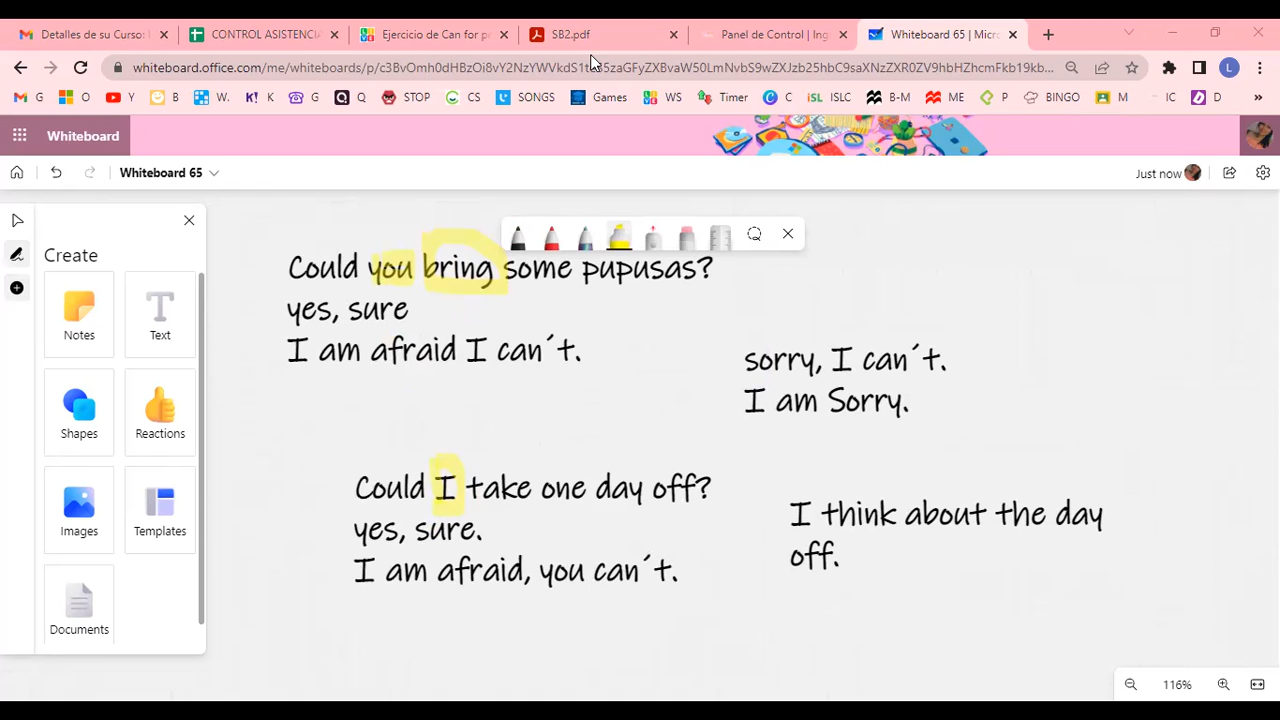 Detalles de su Curso:
CONTROL ASISTENCIA
Ejercicio de Can for p
SB2.pdf
Panel de Control | Ing
Whiteboard 65 | Micro
whiteboard.office.com/me/whiteboards/p/
G
O
Y
W.
K!
K
G
Q
STOP
CS
SONGS
Games
WS
Timer
C
ISLC
B-M
ME
P
BINGO
M
IC
D
»
Whiteboard
Whiteboard 65
Just now
Create
Notes
Text
Shapes
Reactions
Images
Templates
Documents
Could you bring some pupusas?
yes, sure
I am afraid I can´t.
sorry, I can´t.
I am Sorry.
Could I take one day off?
yes, sure.
I am afraid, you can´t.
I think about the day
off.
116%